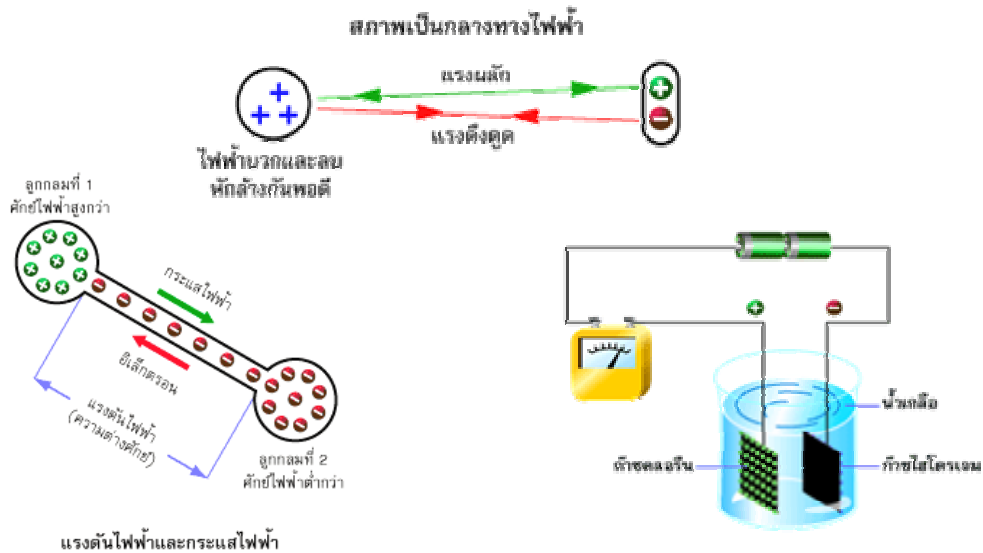 สภาพเป็นกลางทางไฟฟ้า
แรงผลัก
แรงดึงดูด
ไฟฟ้าบวกและลบ
หักล้างกันพอดี
ลูกกลมที่ 1
ศักย์ไฟฟ้าสูงกว่า
กระแสไฟฟ้า
อิเล็กตรอน
แรงดันไฟฟ้า
(ความต่างศักย์)
ลูกกลมที่ 2
ศักย์ไฟฟ้าต่ำกว่า
แรงดันไฟฟ้าและกระแสไฟฟ้า
น้ำเกลือ
ก๊าซคลอรีน
ก๊าซไฮโดรเจน